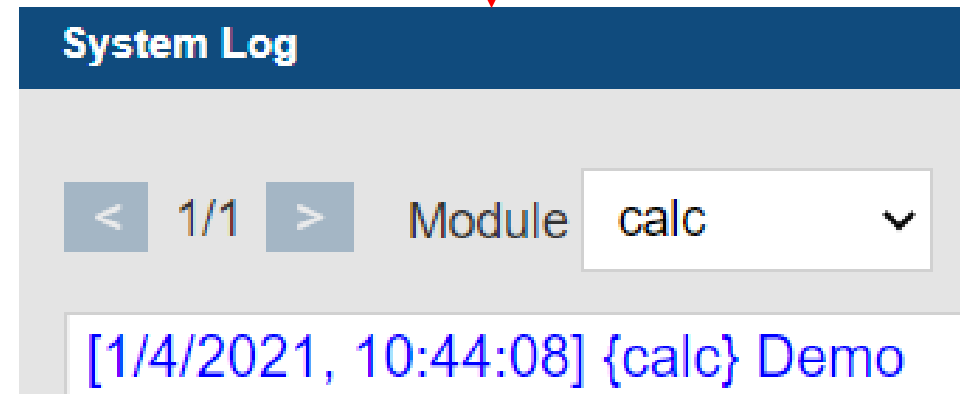 System Log
< 1/1 > Module calc
[1/4/2021, 10:44:08] {calc} Demo